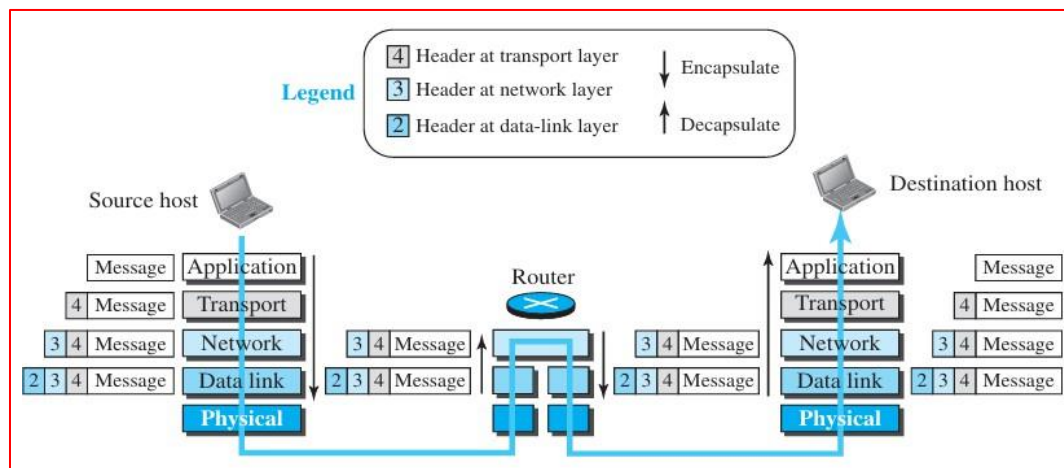 4 Header at transport layer
Encapsulate
Legend
3 Header at network layer
2 Header at data-link layer
Decapsulate
Source host
Destination host
Message Application
Router
Application Message
4 Message Transport
Transport 4 Message
3 4 Message Network
3 4 Message
3 4 Message
Network 3 4 Message
2 3 4 Message Data link
2 3 4 Message
2 3 4 Message
Data link 2 3 4 Message
Physical
Physical